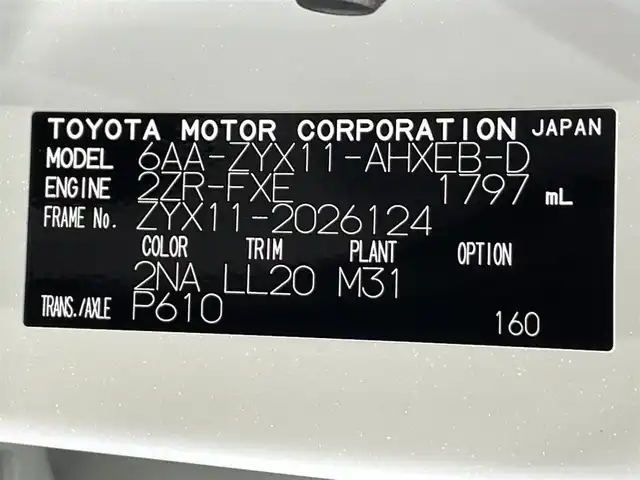 TOYOTA MOTOR CORPORATION JAPAN
MODEL 6AA-ZYX11-AHXEB-D
ENGINE 2ZR-FXE 1797 mL
FRAME No. ZYX11-2026124
COLOR TRIM PLANT OPTION
2NA LL20 M31
TRANS./AXLE P610
160